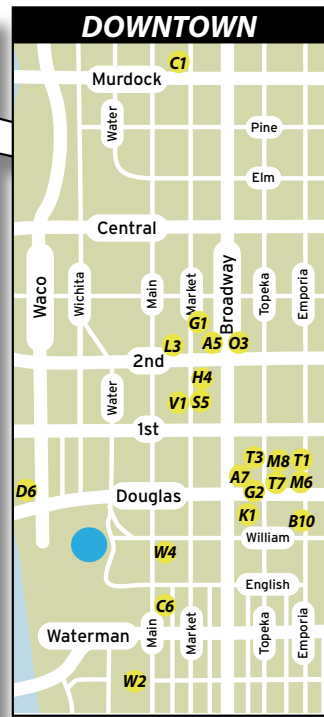 DOWNTOWN
C1
Murdock
Water
Pine
Elm
Central
Waco
Wichita
Main
Market
Broadway
Topeka
Emporia
G1
L3
A5
O3
2nd
H4
Water
V1
S5
1st
T3
M8
T1
D6
A7
T7
M6
Douglas
G2
K1
B10
W4
William
English
C6
Waterman
Main
Market
Topeka
Emporia
W2